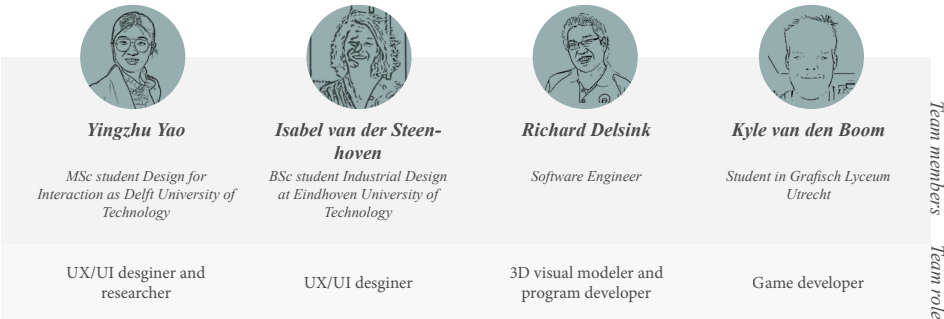 Yingzhu Yao
MSc student Design for
Interaction as Delft University of
Technology
UX/UI desginer and
researcher
Isabel van der Steen-
hoven
BSc student Industrial Design
at Eindhoven University of
Technology
UX/UI desginer
Richard Delsink
Software Engineer
3D visual modeler and
program developer
Kyle van den Boom
Student in Grafisch Lyceum
Utrecht
Game developer
Team members
Team role